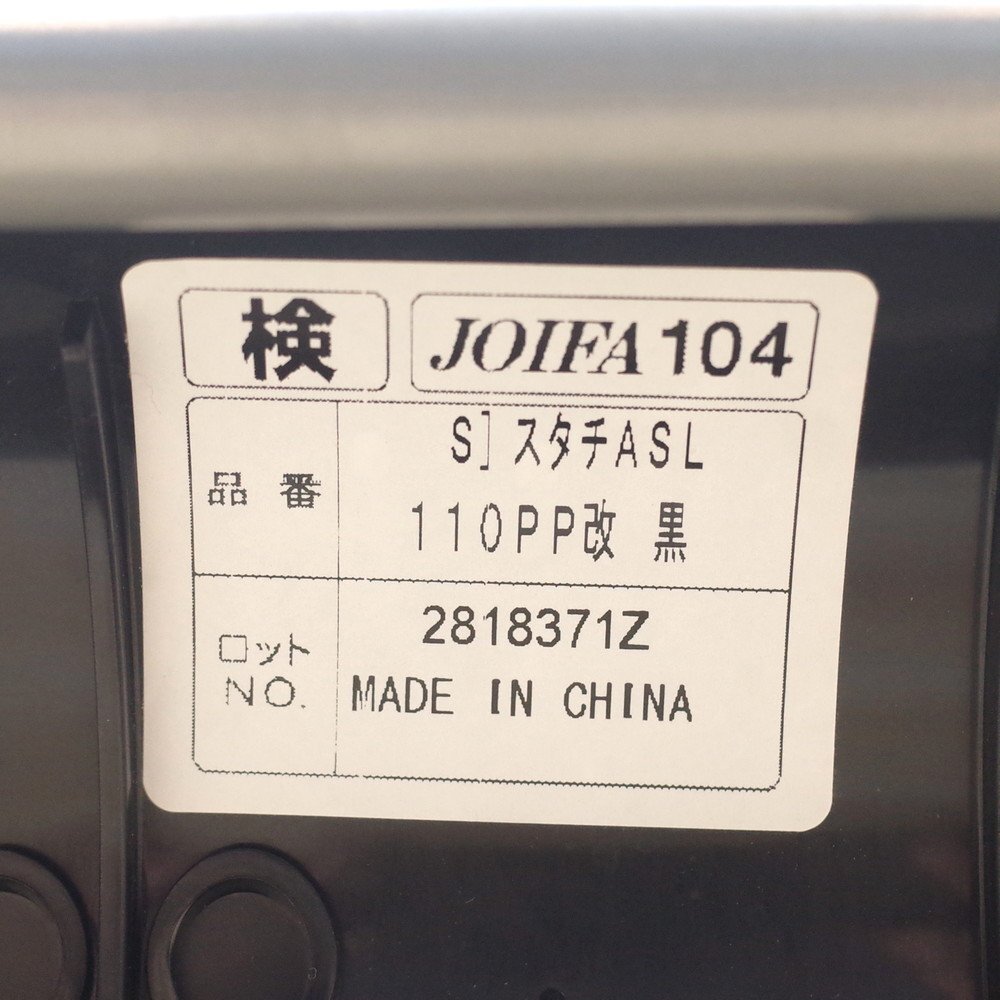 検
JOIFA 104
品番
S］スタチASL
110PP改 黒
ロット
NO.
2818371Z
MADE IN CHINA